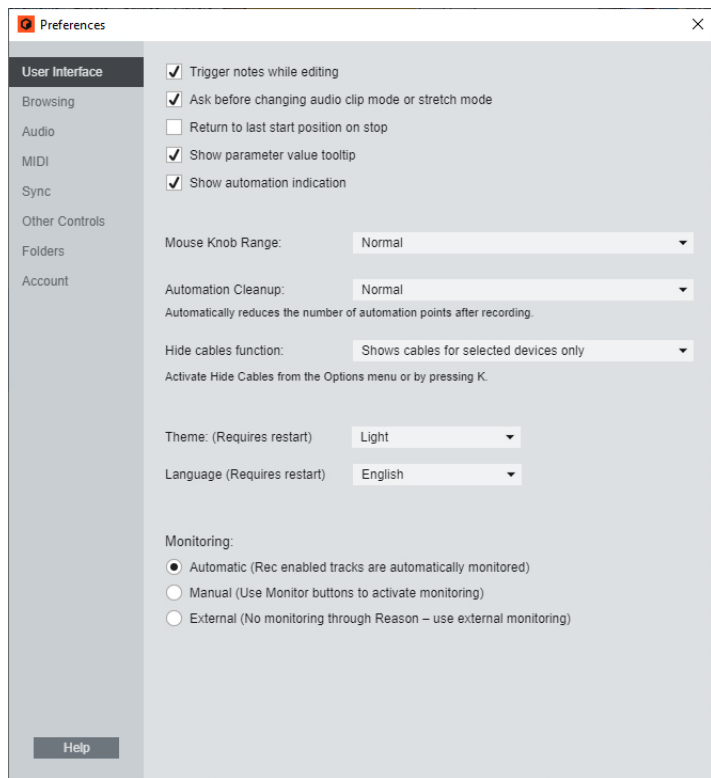 Preferences
User Interface
Browsing
Audio
MIDI
Sync
Other Controls
Folders
Account
Help
Trigger notes while editing
Ask before changing audio clip mode or stretch mode
Return to last start position on stop
Show parameter value tooltip
Show automation indication
Mouse Knob Range: Normal
Automation Cleanup: Normal
Automatically reduces the number of automation points after recording.
Hide cables function: Shows cables for selected devices only
Activate Hide Cables from the Options menu or by pressing K.
Theme: (Requires restart) Light
Language (Requires restart) English
Monitoring:
Automatic (Rec enabled tracks are automatically monitored)
Manual (Use Monitor buttons to activate monitoring)
External (No monitoring through Reason – use external monitoring)